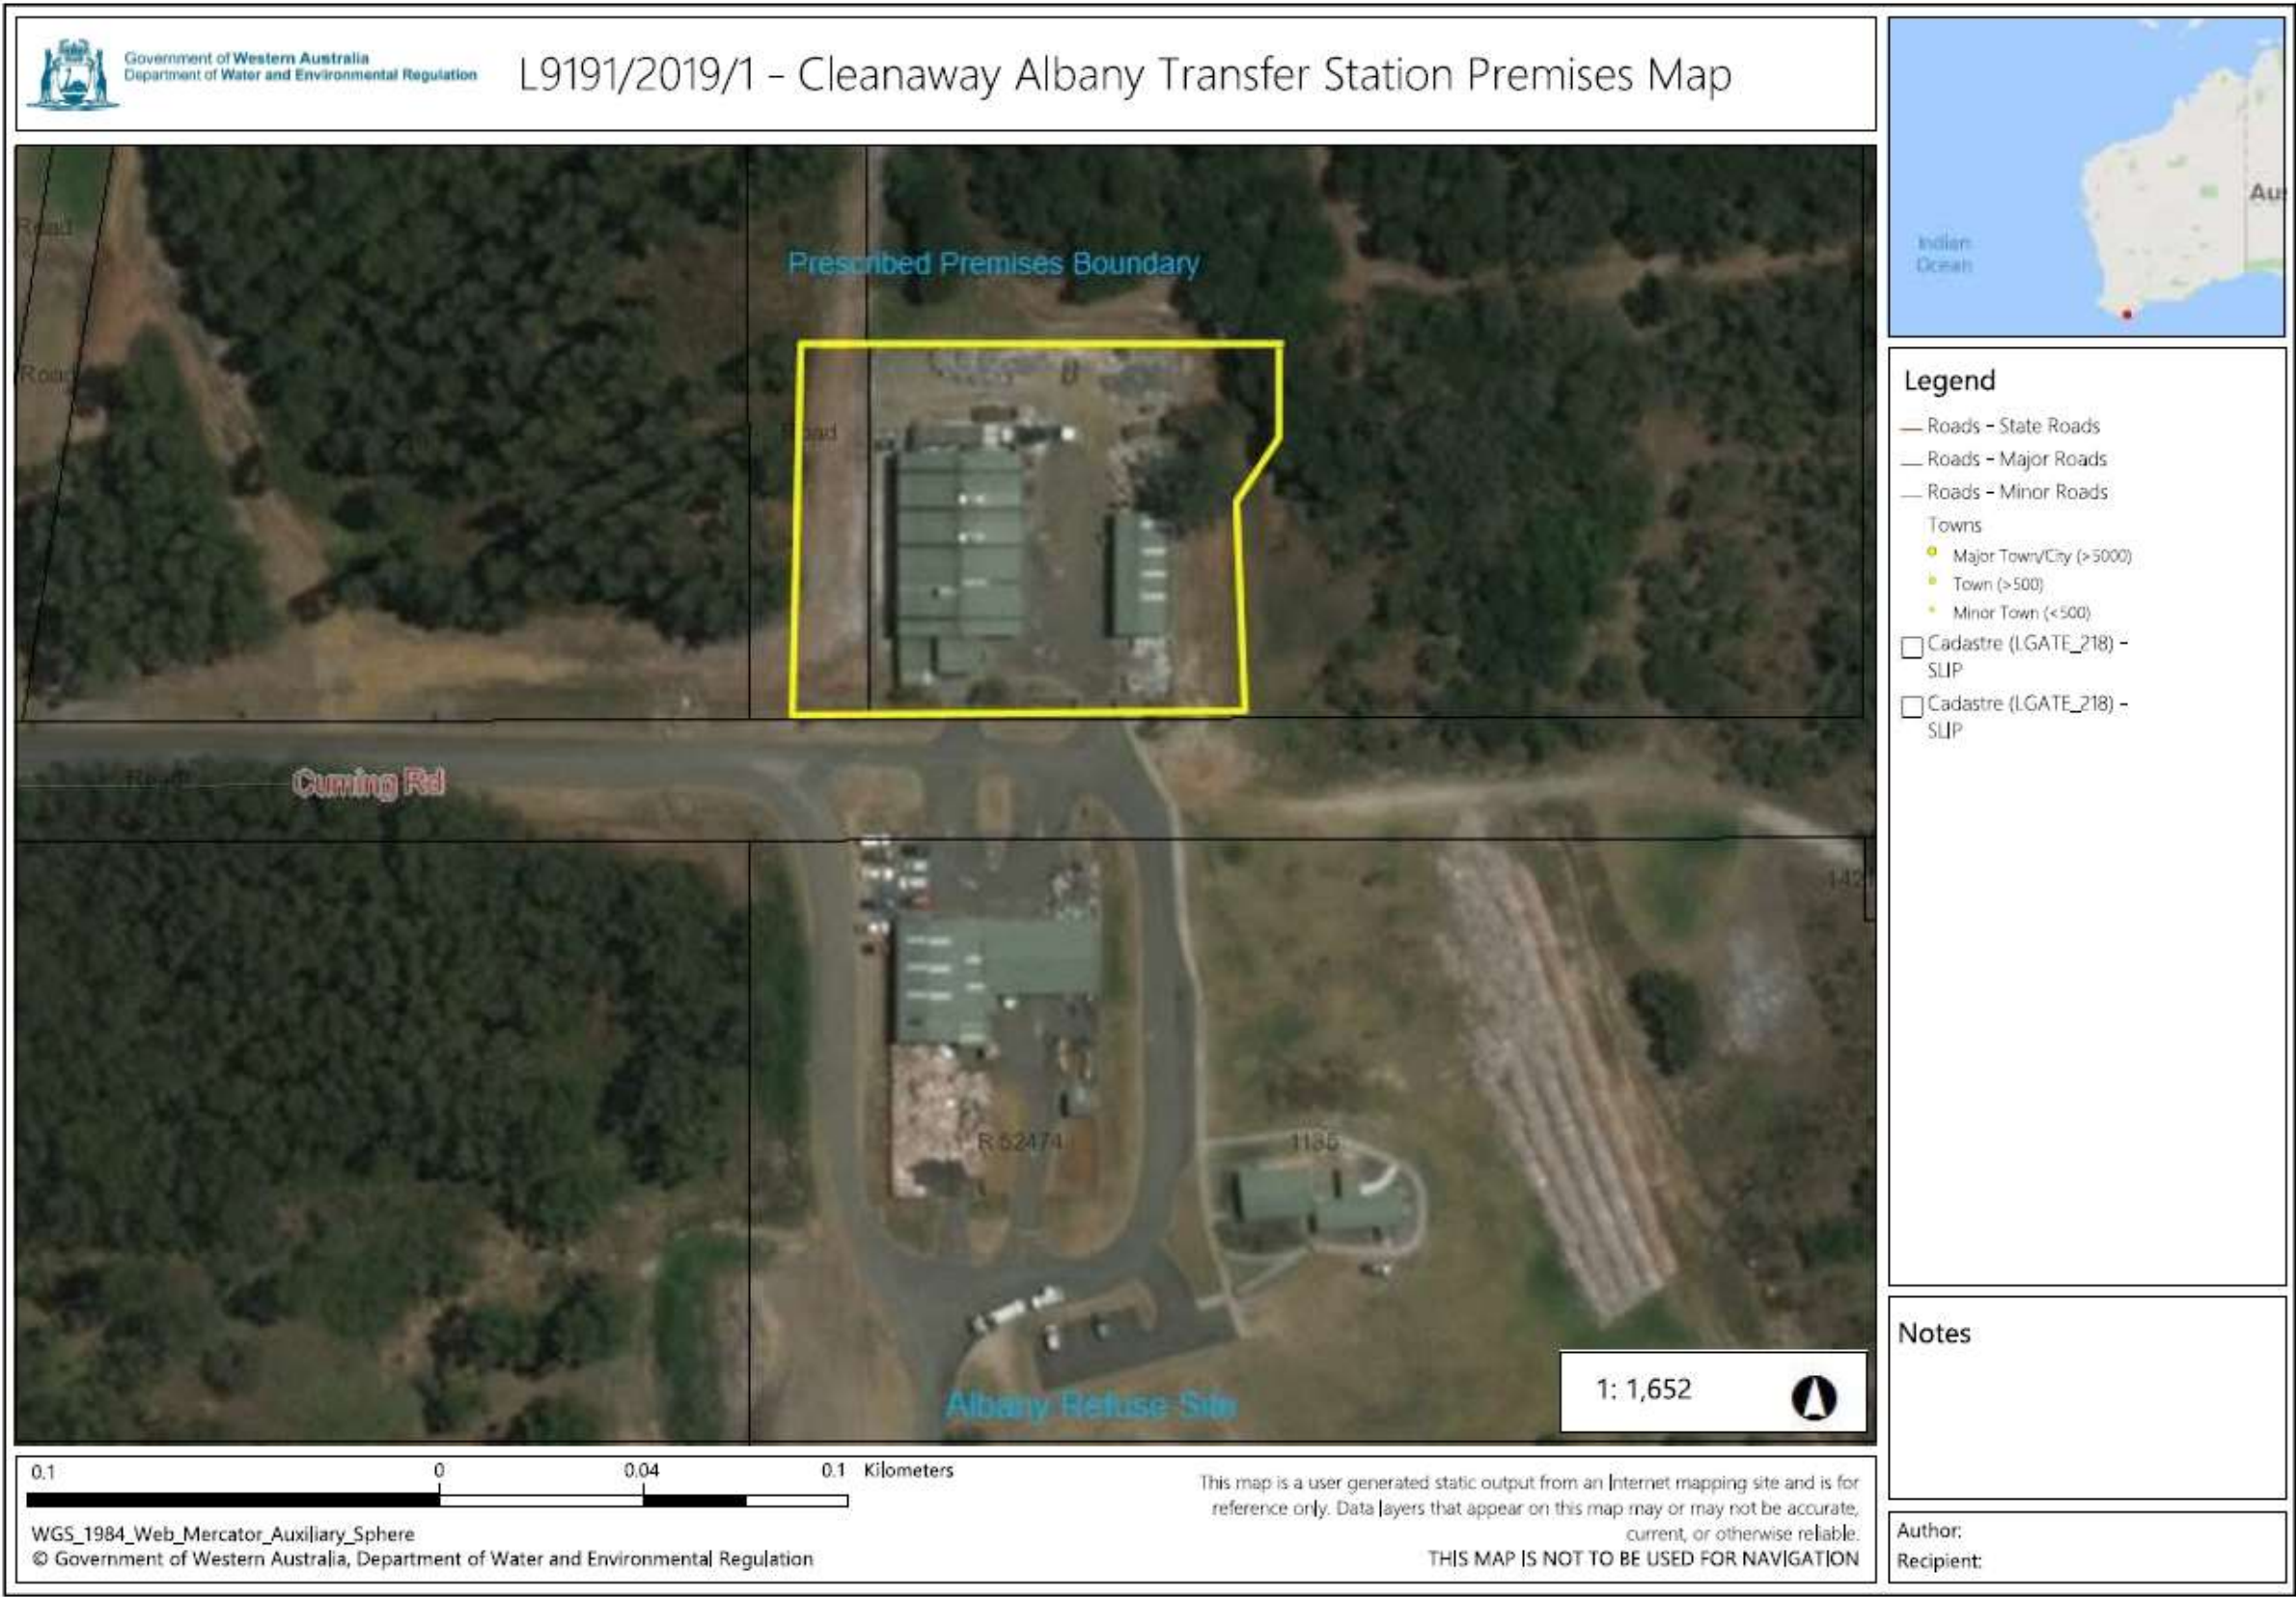 Government of Western Australia
Department of Water and Environmental Regulation
L9191/2019/1 - Cleanaway Albany Transfer Station Premises Map
Indian
Ocean
Aus
Road
Prescribed Premises Boundary
Road
Road
Road
Cuming Rd
142
R 52474
1135
Albany Refuse Site
1: 1,652
Legend
Roads - State Roads
Roads - Major Roads
Roads - Minor Roads
Towns
Major Town/City (>5000)
Town (>500)
Minor Town (<500)
Cadastre (LGATE_218) -
SLIP
Cadastre (LGATE_218) -
SLIP
Notes
Author:
Recipient:
0.1 0 0.04 0.1 Kilometers
WGS_1984_Web_Mercator_Auxiliary_Sphere
© Government of Western Australia, Department of Water and Environmental Regulation
This map is a user generated static output from an Internet mapping site and is for
reference only. Data layers that appear on this map may or may not be accurate,
current, or otherwise reliable.
THIS MAP IS NOT TO BE USED FOR NAVIGATION